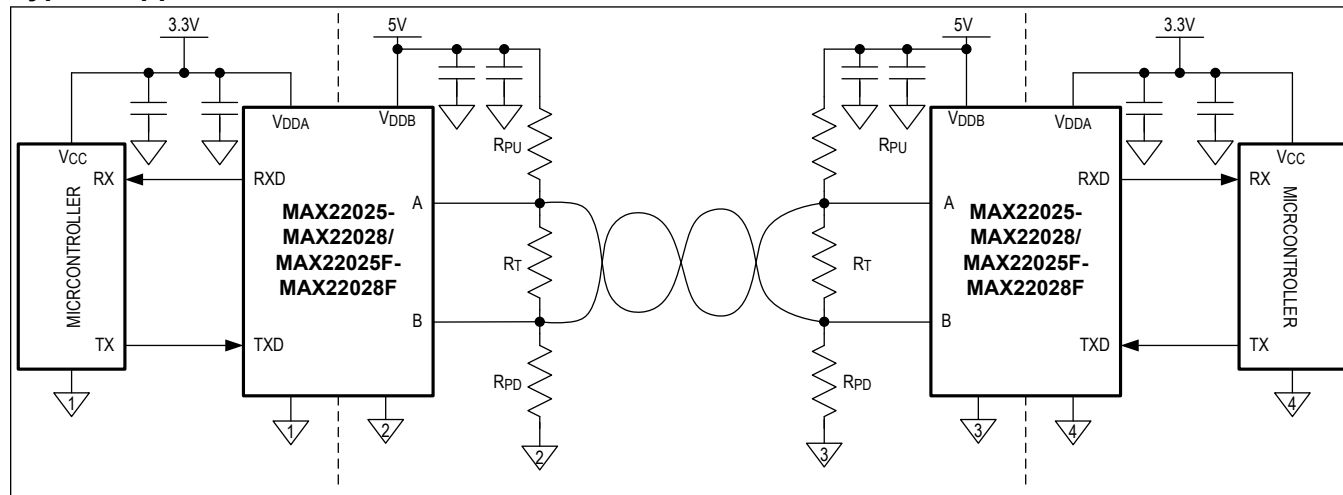 3.3V
5V
5V
3.3V
VDDA
VDDB
VDDB
VDDA
RPU
RPU
VCC
VCC
RX
RXD
RXD
RX
MICRCONTROLLER
MAX22025-
MAX22028/
MAX22025F-
MAX22028F
A
A
MAX22025-
MAX22028/
MAX22025F-
MAX22028F
MICRCONTROLLER
RT
RT
B
B
TX
TXD
TXD
TX
RPD
RPD
1
1
2
2
3
3
4
4